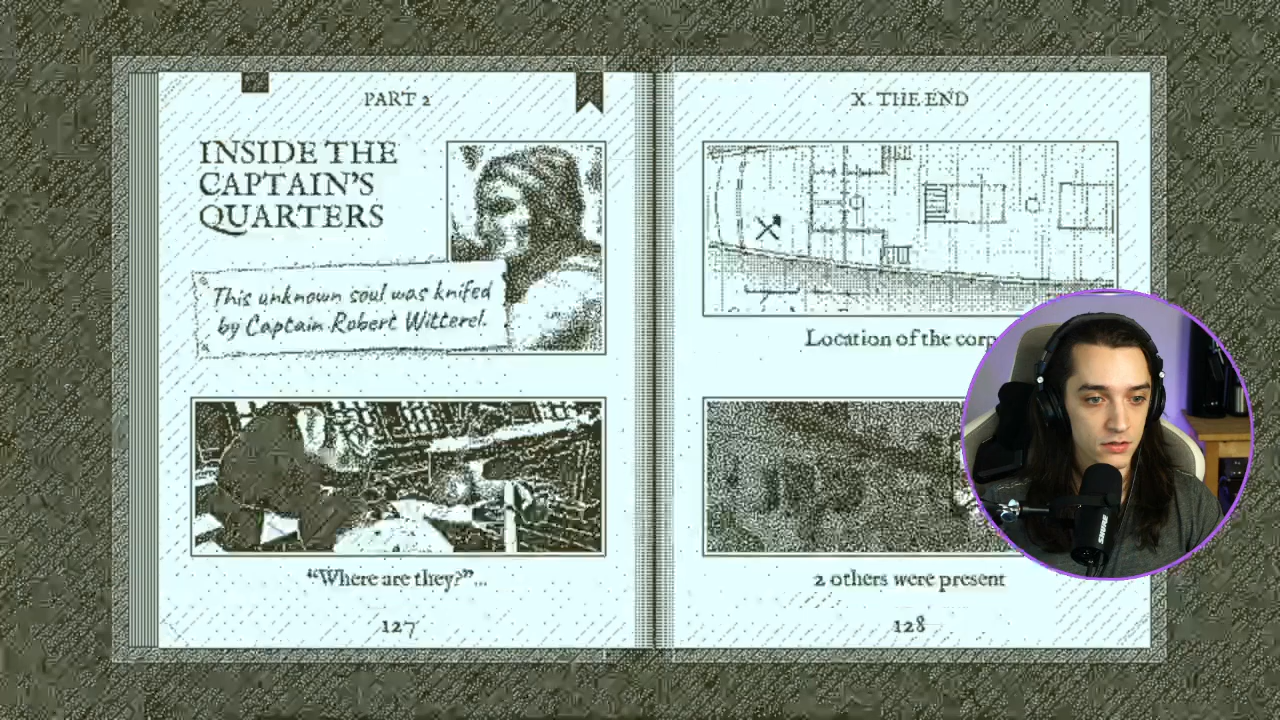 PART 2
INSIDE THE
CAPTAIN'S
QUARTERS
This unknown soul was knifed
by Captain Robert Witterel.
"Where are they?"...
127
X. THE END
Location of the corp
2 others were present
128
SHURE